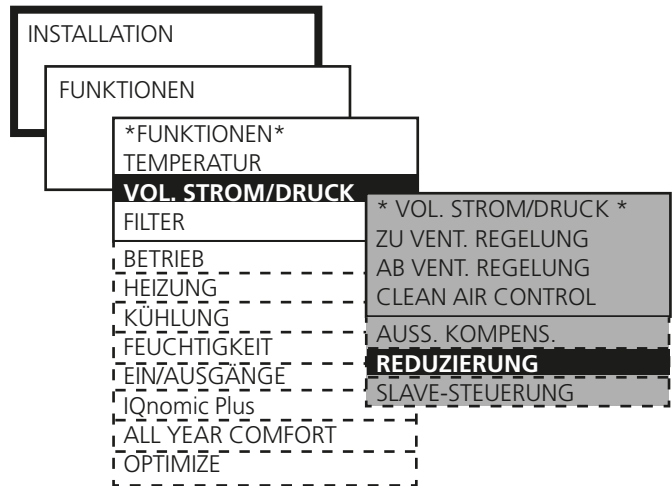 INSTALLATION
FUNKTIONEN
*FUNKTIONEN*
TEMPERATUR
VOL. STROM/DRUCK
FILTER
BETRIEB
HEIZUNG
KÜHLUNG
FEUCHTIGKEIT
EIN/AUSGÄNGE
IQnomic Plus
ALL YEAR COMFORT
OPTIMIZE
* VOL. STROM/DRUCK *
ZU VENT. REGELUNG
AB VENT. REGELUNG
CLEAN AIR CONTROL
AUSS. KOMPENS.
REDUZIERUNG
SLAVE-STEUERUNG